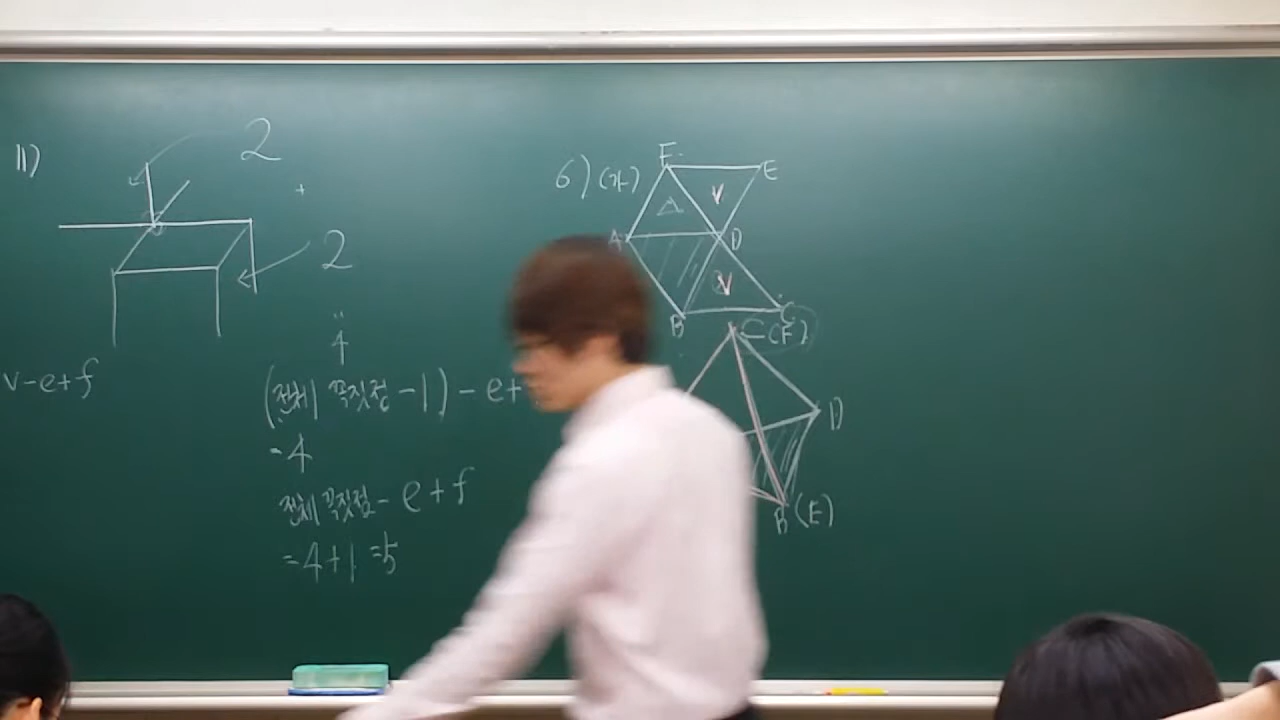 11)
2
+
2
=
4
v-e+f
(전체 꼭짓점 -1) - e+
=4
전체 꼭짓점 - e+f
=4+1=5
6) (가)
F E
A D
B C
C(F)
D
B(E)